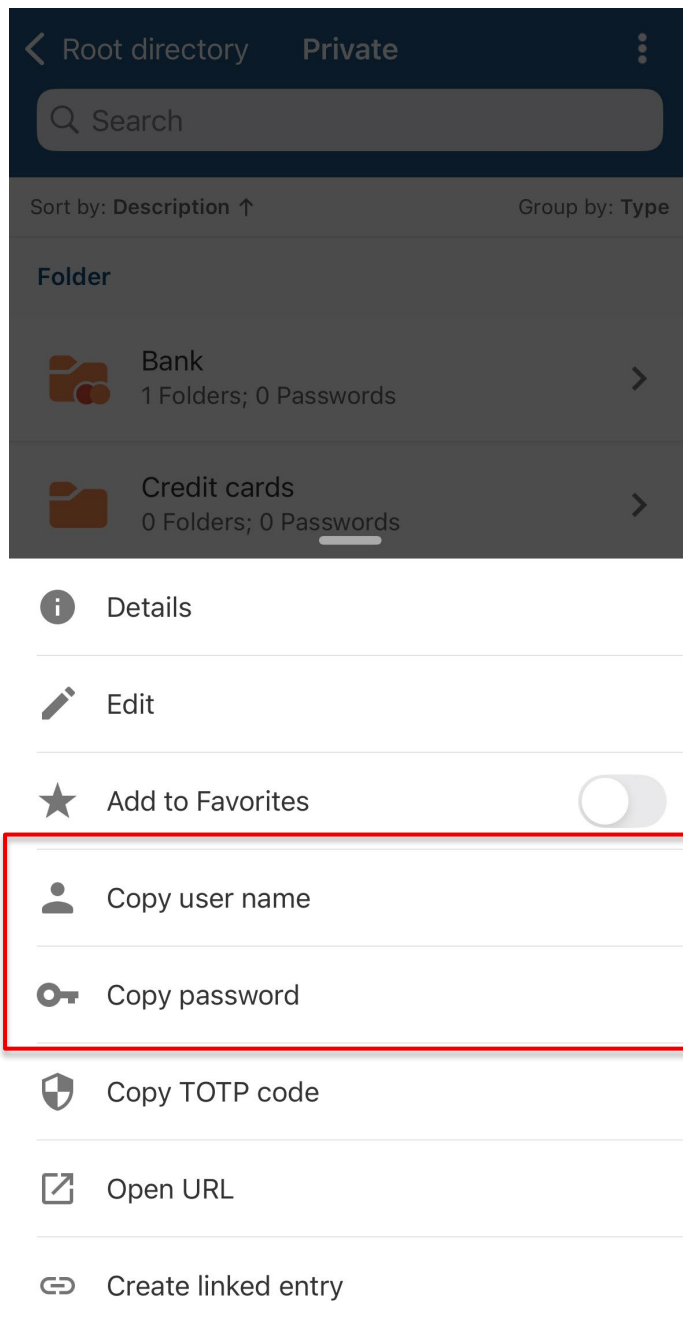 Root directory Private
Search
Sort by: Description ↑ Group by: Type
Folder
Bank
1 Folders; 0 Passwords
Credit cards
0 Folders; 0 Passwords
Details
Edit
Add to Favorites
Copy user name
Copy password
Copy TOTP code
Open URL
Create linked entry